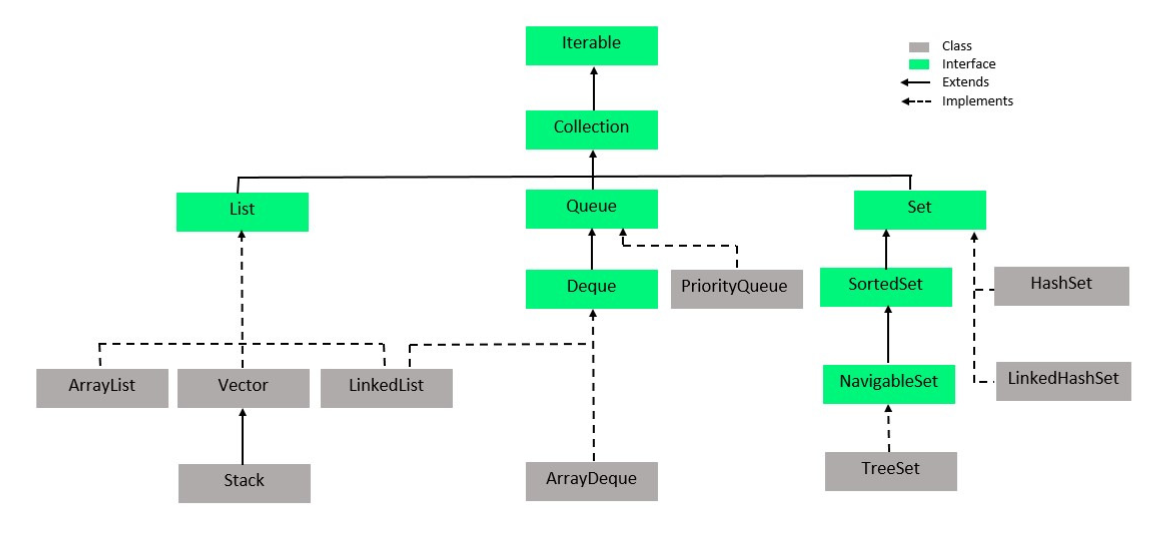 Iterable
Class
Interface
Extends
Implements
Collection
List
Queue
Set
Deque
PriorityQueue
SortedSet
HashSet
ArrayList
Vector
LinkedList
NavigableSet
LinkedHashSet
Stack
ArrayDeque
TreeSet